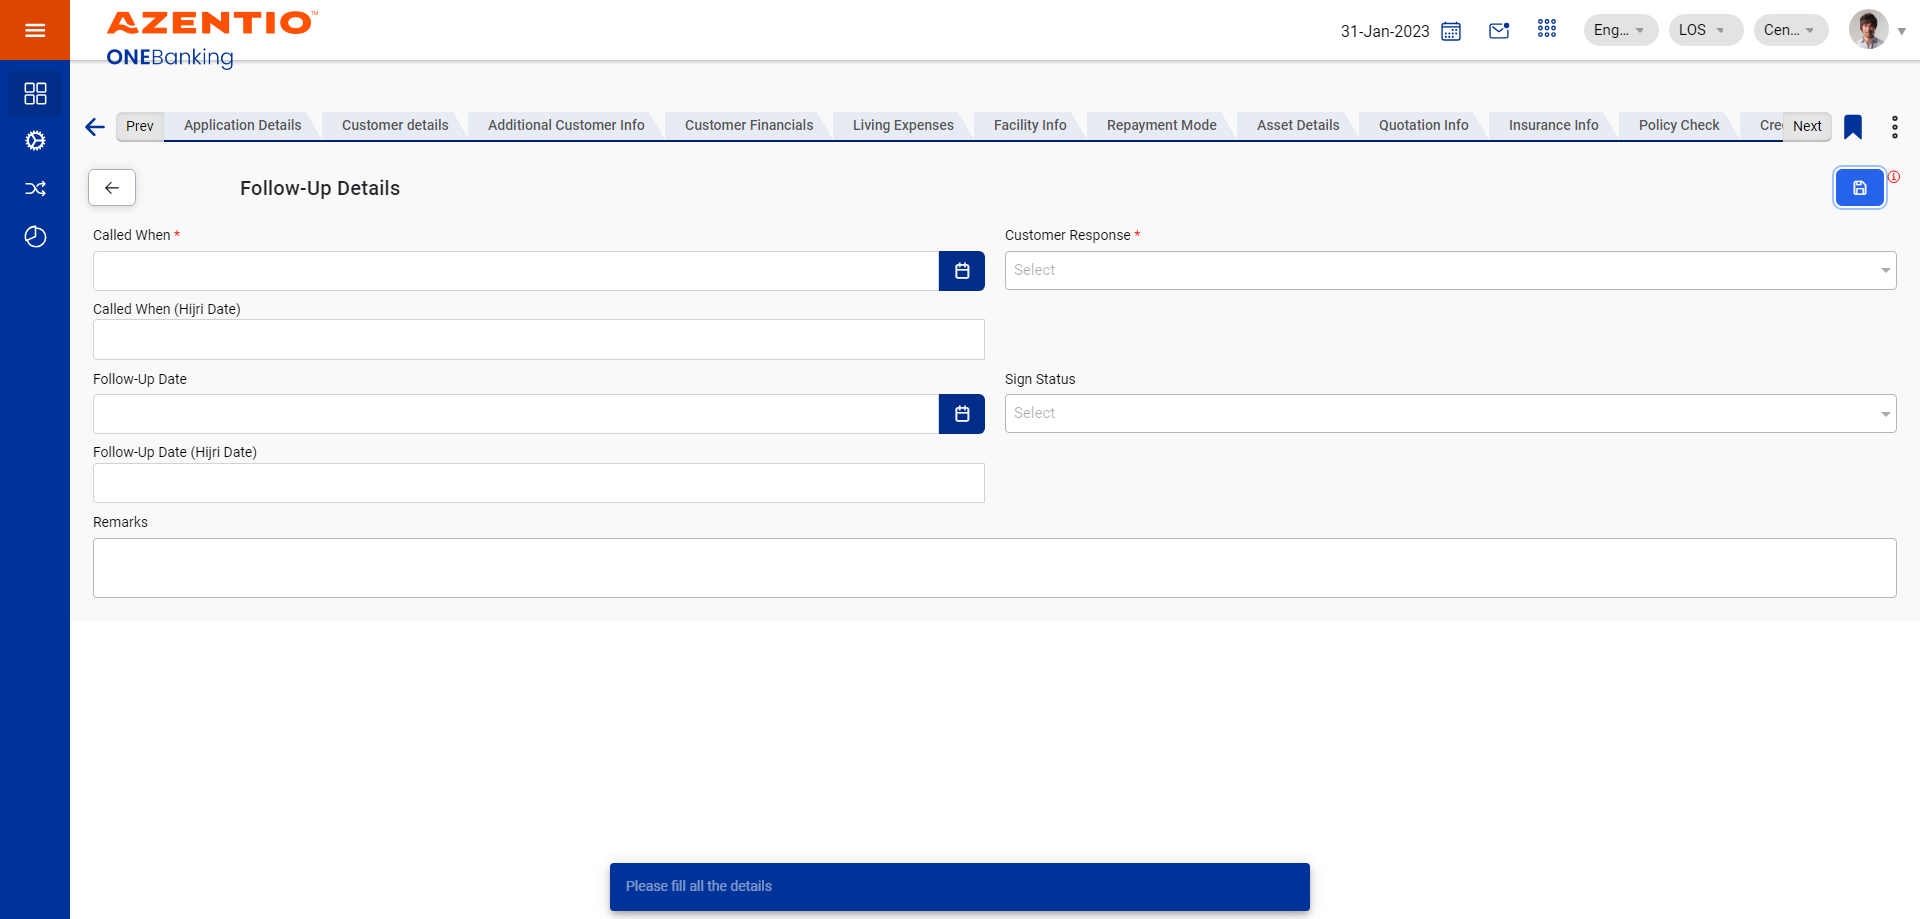 AZENTIO™
ONEBanking
31-Jan-2023
Eng...
LOS
Cen...
Prev
Application Details
Customer details
Additional Customer Info
Customer Financials
Living Expenses
Facility Info
Repayment Mode
Asset Details
Quotation Info
Insurance Info
Policy Check
Cre
Next
Follow-Up Details
Called When *
Customer Response *
Select
Called When (Hijri Date)
Follow-Up Date
Sign Status
Select
Follow-Up Date (Hijri Date)
Remarks
Please fill all the details